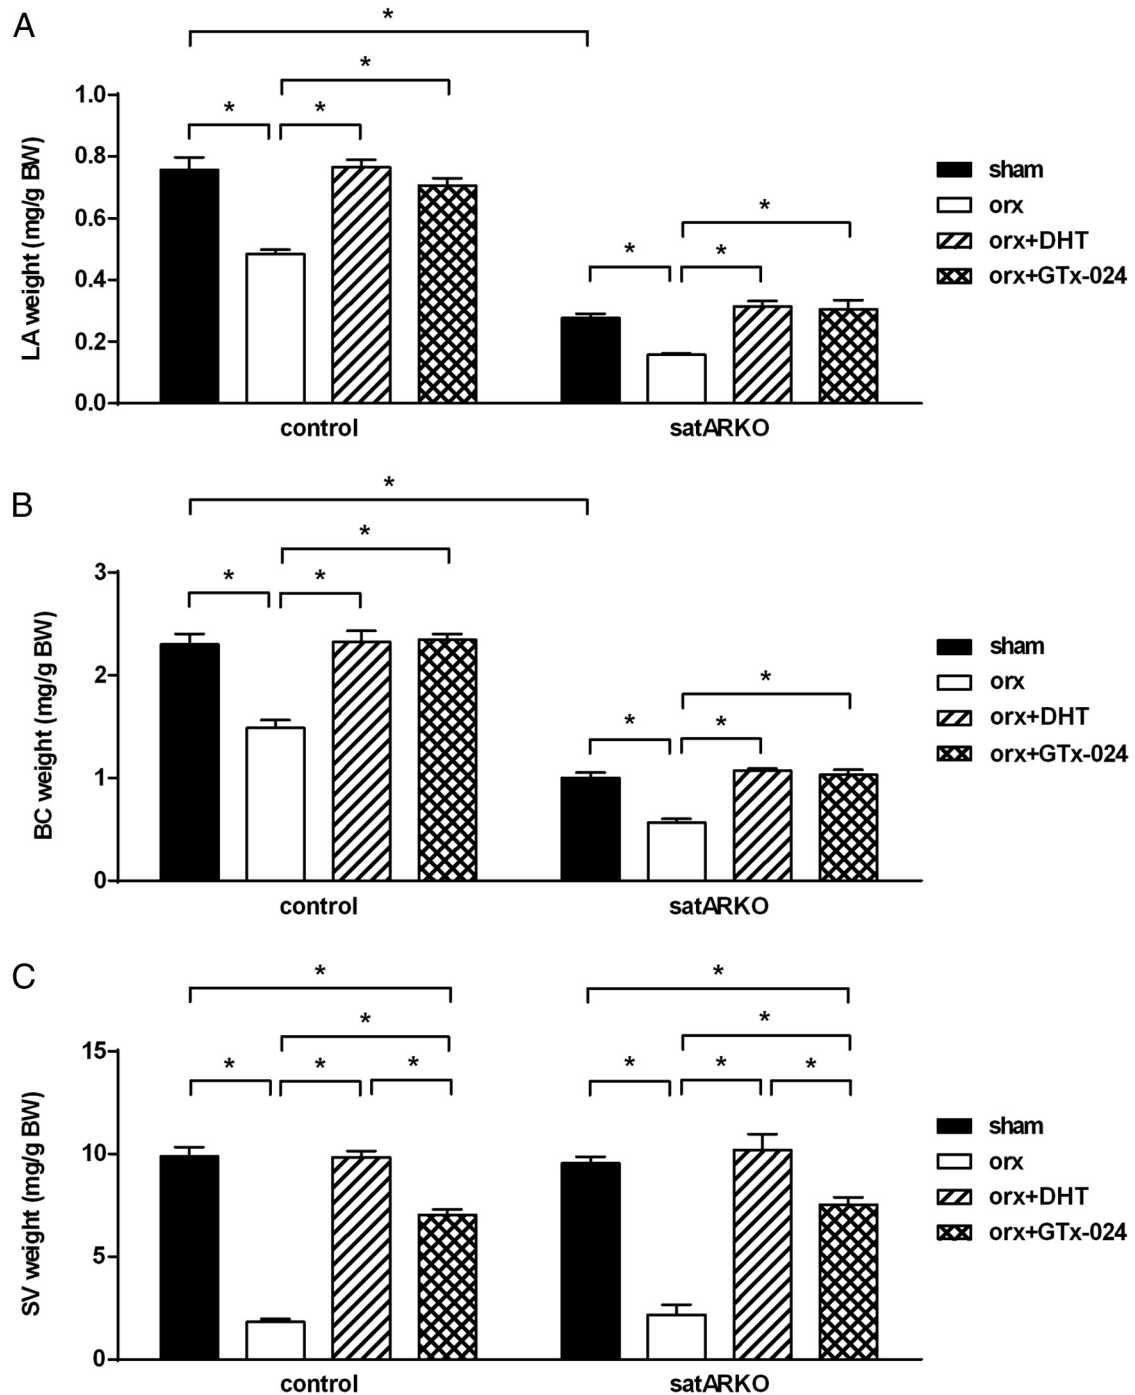 A
*
*
* *
1.0
0.8
0.6
0.4
0.2
0.0
LA weight (mg/g BW)
*
* *
control satARKO
sham
orx
orx+DHT
orx+GTx-024
B
*
*
* *
3
2
1
0
BC weight (mg/g BW)
*
* *
control satARKO
sham
orx
orx+DHT
orx+GTx-024
C
* *
* *
* * * * * *
15
10
5
0
SV weight (mg/g BW)
control satARKO
sham
orx
orx+DHT
orx+GTx-024